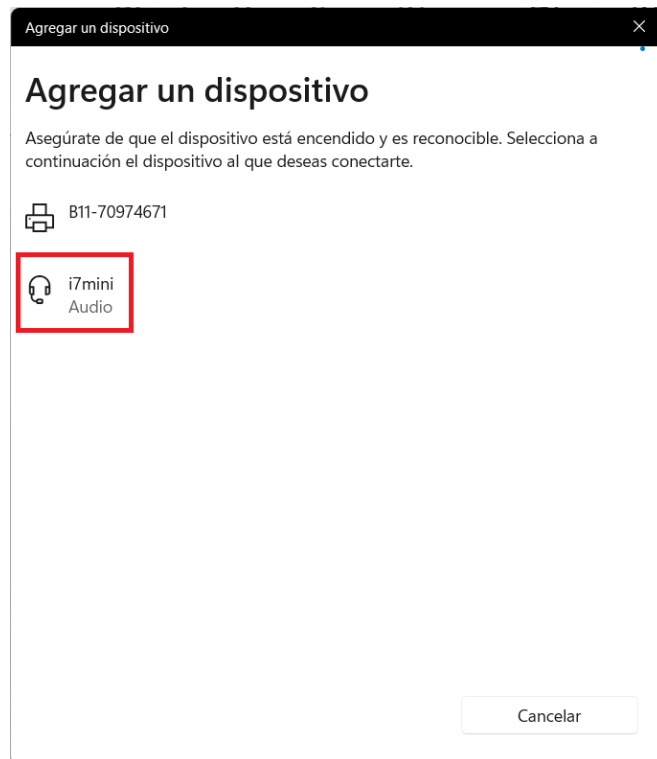 Agregar un dispositivo
Agregar un dispositivo
Asegúrate de que el dispositivo está encendido y es reconocible. Selecciona a
continuación el dispositivo al que deseas conectarte.
B11-70974671
i7mini
Audio
Cancelar